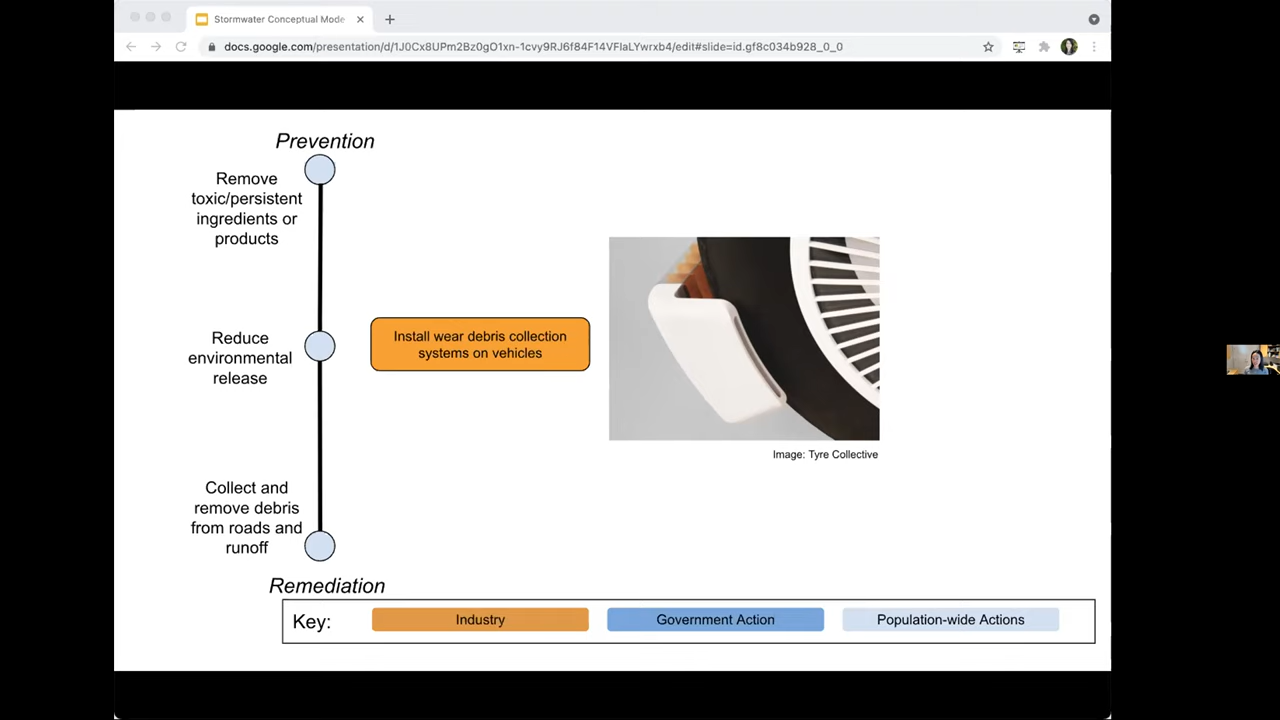 Stormwater Conceptual Mode
docs.google.com/presentation/d/1J0Cx8UPm2Bz0gO1xn-1cvy9RJ6f84F14VFlaLYwrxb4/edit#slide=id.gf8c034b928_0_0
Prevention
Remove
toxic/persistent
ingredients or
products
Reduce
environmental
release
Install wear debris collection
systems on vehicles
Image: Tyre Collective
Collect and
remove debris
from roads and
runoff
Remediation
Key:
Industry
Government Action
Population-wide Actions